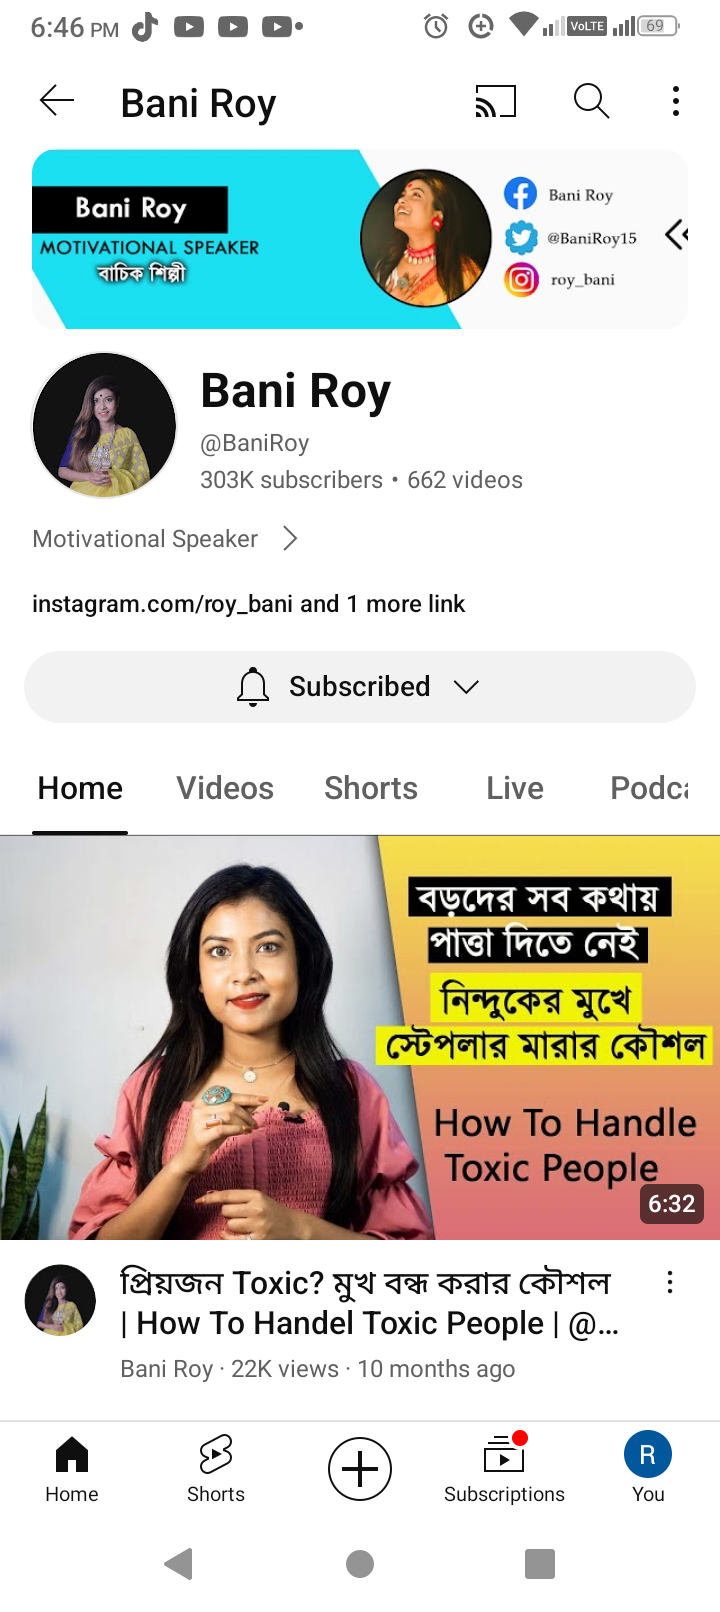 6:46 PM
VoLTE
69
Bani Roy
Bani Roy
MOTIVATIONAL SPEAKER
বাচিক শিল্পী
Bani Roy
@BaniRoy15
roy_bani
Bani Roy
@BaniRoy
303K subscribers • 662 videos
Motivational Speaker
instagram.com/roy_bani and 1 more link
Subscribed
Home Videos Shorts Live Podca
বড়দের সব কথায়
পাত্তা দিতে নেই
নিন্দুকের মুখে
স্টেপলার মারার কৌশল
How To Handle
Toxic People
6:32
প্রিয়জন Toxic? মুখ বন্ধ করার কৌশল
| How To Handel Toxic People | @...
Bani Roy · 22K views · 10 months ago
Home Shorts Subscriptions R You